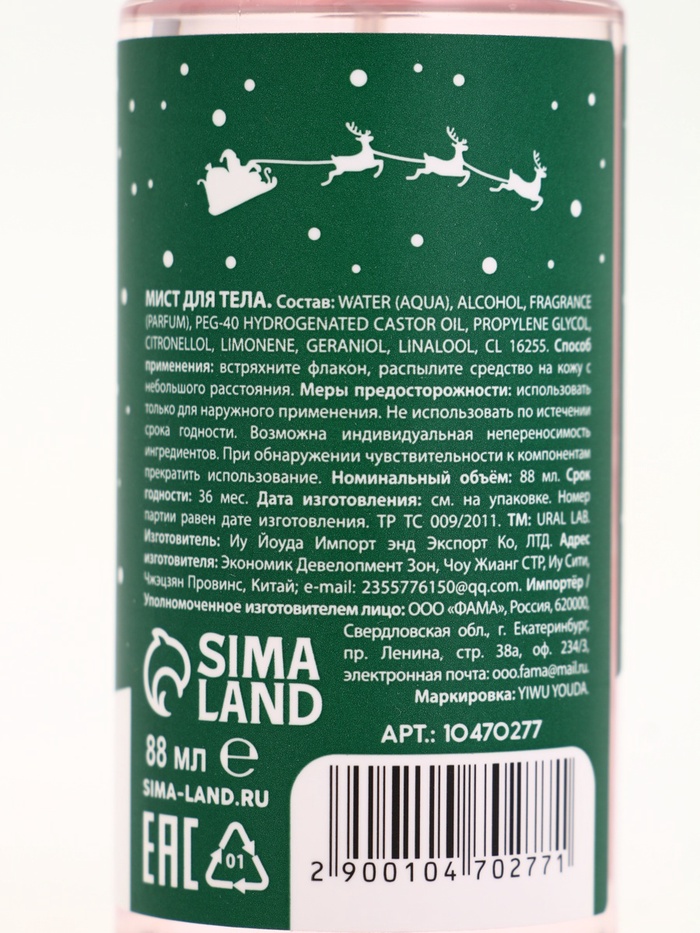 МИСТ ДЛЯ ТЕЛА. Состав: WATER (AQUA), ALCOHOL, FRAGRANCE
(PARFUM), PEG-40 HYDROGENATED CASTOR OIL, PROPYLENE GLYCOL,
CITRONELLOL, LIMONENE, GERANIOL, LINALOOL, CL 16255. Способ
применения: встряхните флакон, распылите средство на кожу с
небольшого расстояния. Меры предосторожности: использовать
только для наружного применения. Не использовать по истечении
срока годности. Возможна индивидуальная непереносимость
ингредиентов. При обнаружении чувствительности к компонентам
прекратить использование. Номинальный объём: 88 мл. Срок
годности: 36 мес. Дата изготовления: см. на упаковке. Номер
партии равен дате изготовления. ТР ТС 009/2011. ТМ: URAL LAB.
Изготовитель: Иу Йоуда Импорт энд Экспорт Ко, ЛТД. Адрес
изготовителя: Экономик Девелопмент Зон, Чоу Жианг СТР, Иу Сити,
Чжэцзян Провинс, Китай; e-mail: 2355776150@qq.com. Импортёр /
Уполномоченное изготовителем лицо: ООО «ФАМА», Россия, 620000,
Свердловская обл., г. Екатеринбург,
пр. Ленина, стр. 38а, оф. 234/3,
электронная почта: ooo.fama@mail.ru.
Маркировка: YIWU YOUDA.
SIMA
LAND
АРТ.: 10470277
88 МЛ ℮
SIMA-LAND.RU
EAC
01
2 900104 702771